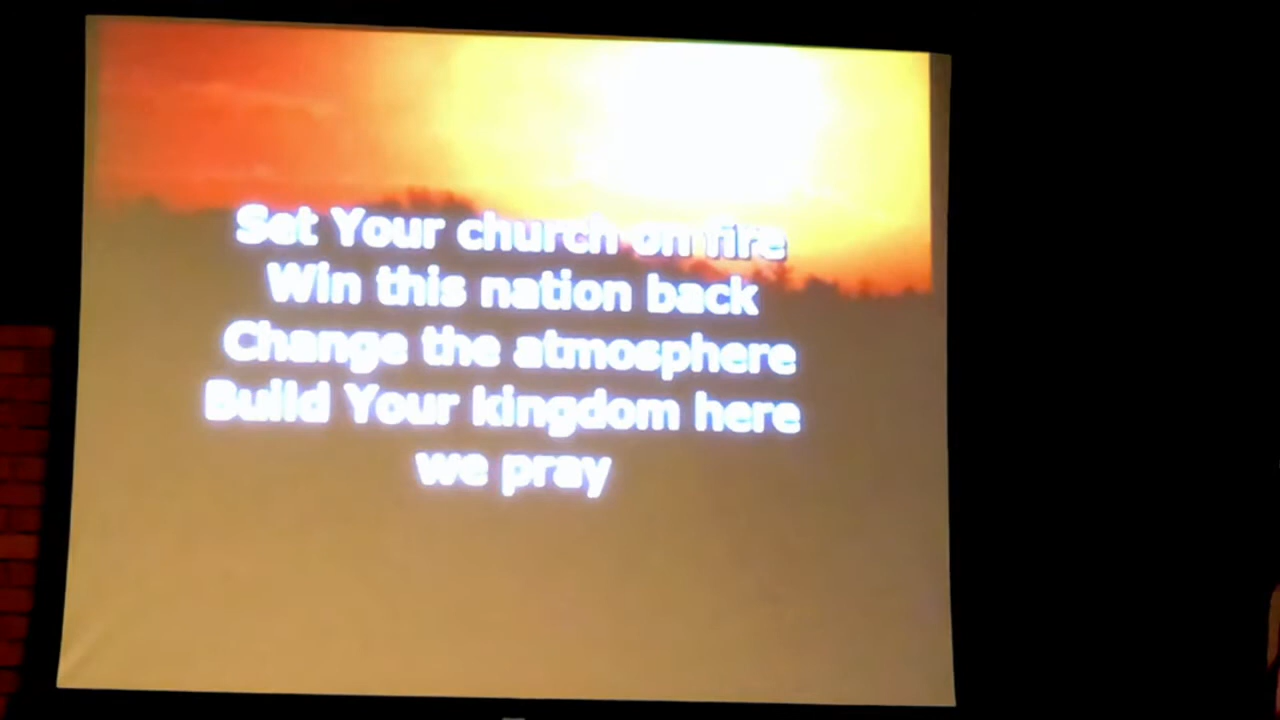 Set Your church on fire
Win this nation back
Change the atmosphere
Build Your kingdom here
we pray